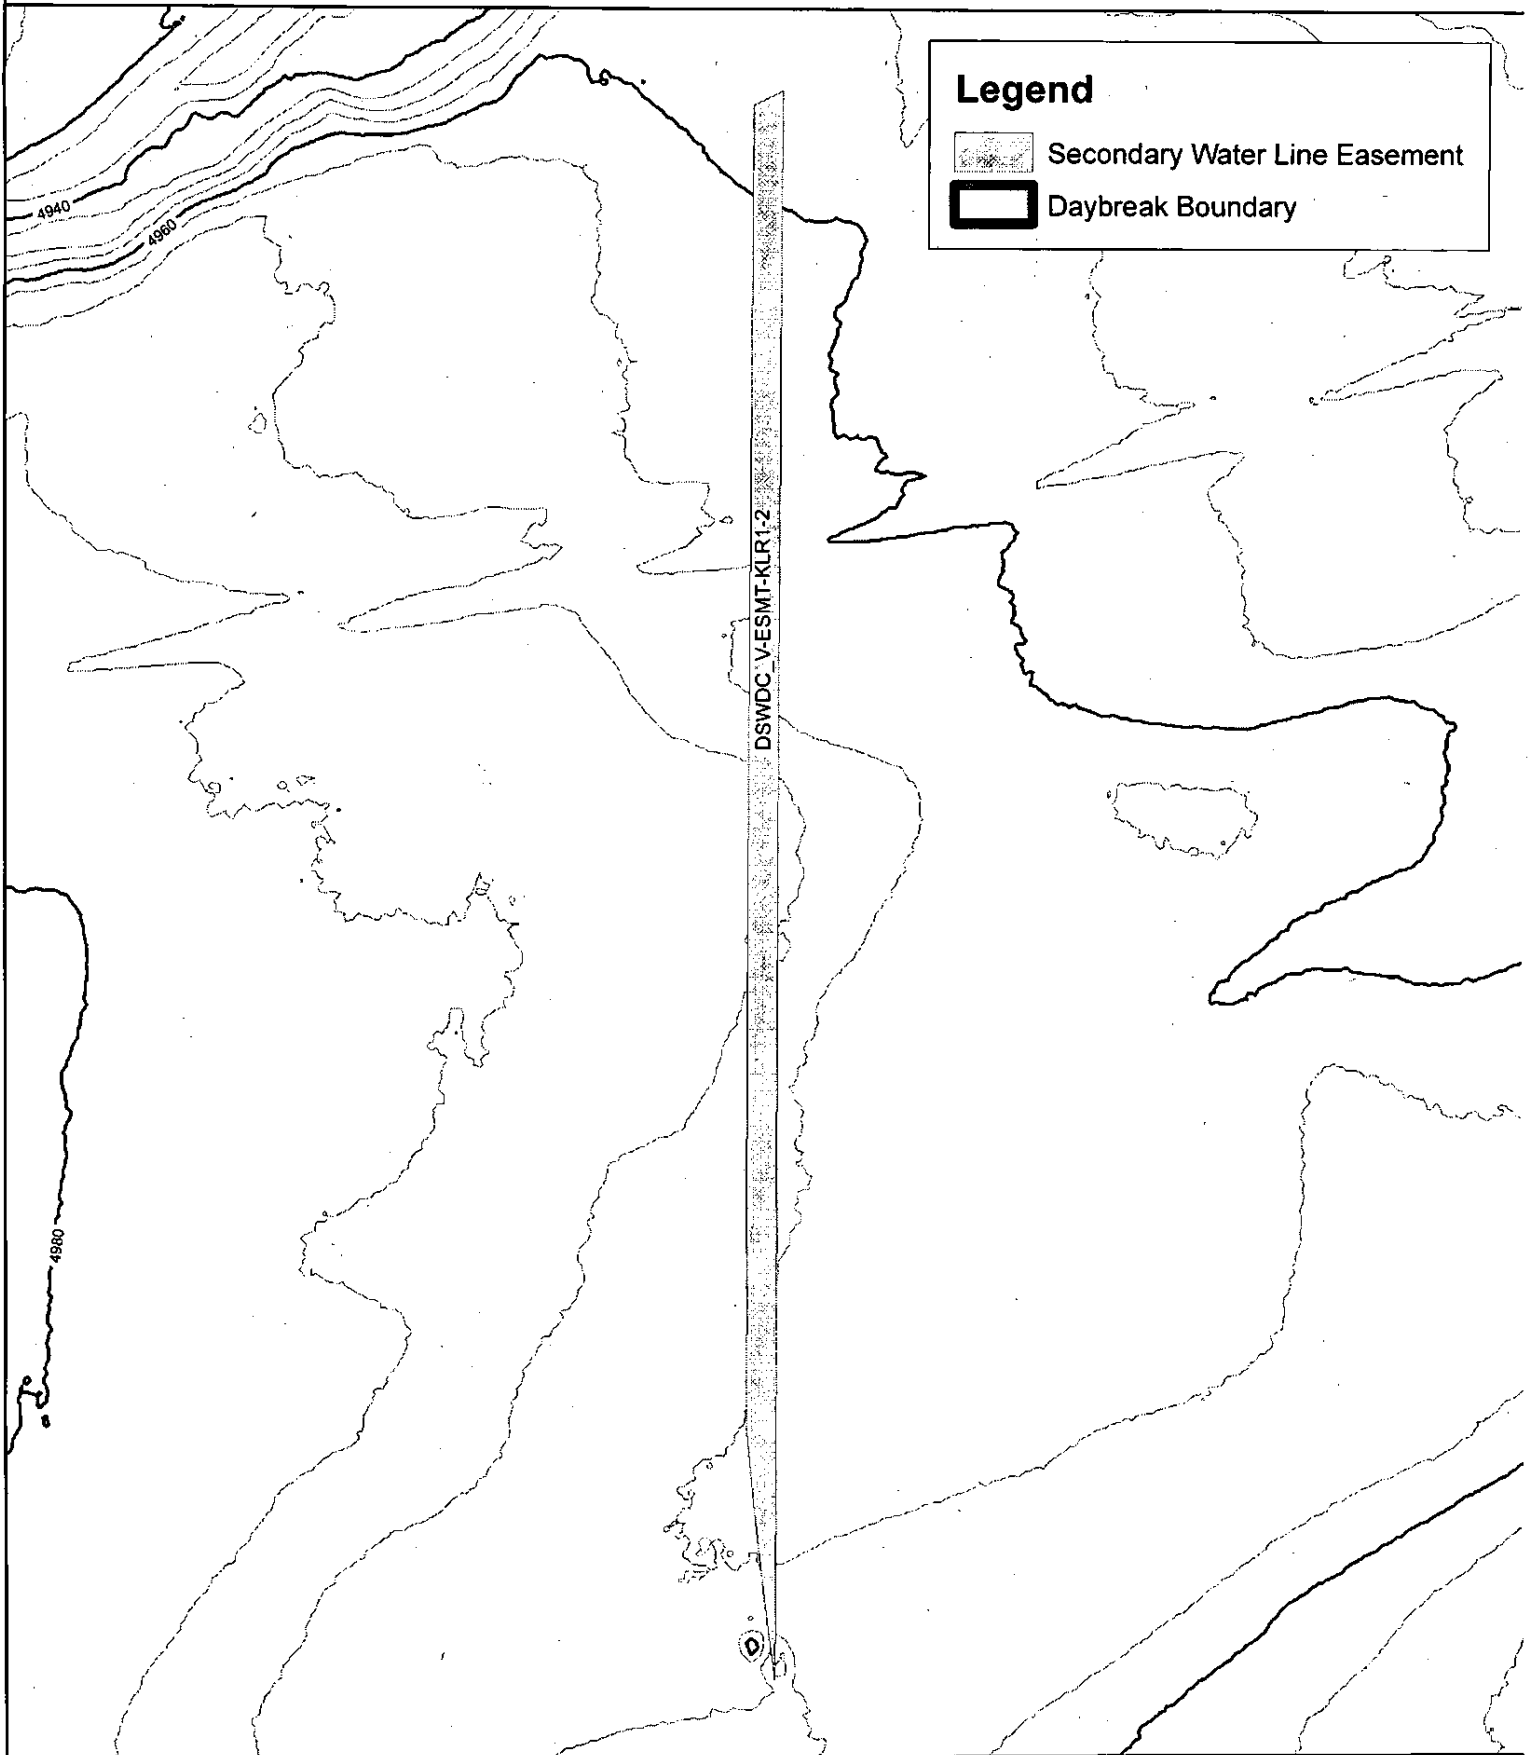 Legend
Secondary Water Line Easement
Daybreak Boundary
4940
4960
DSWDC_V-ESMT-KLR1-2
4980